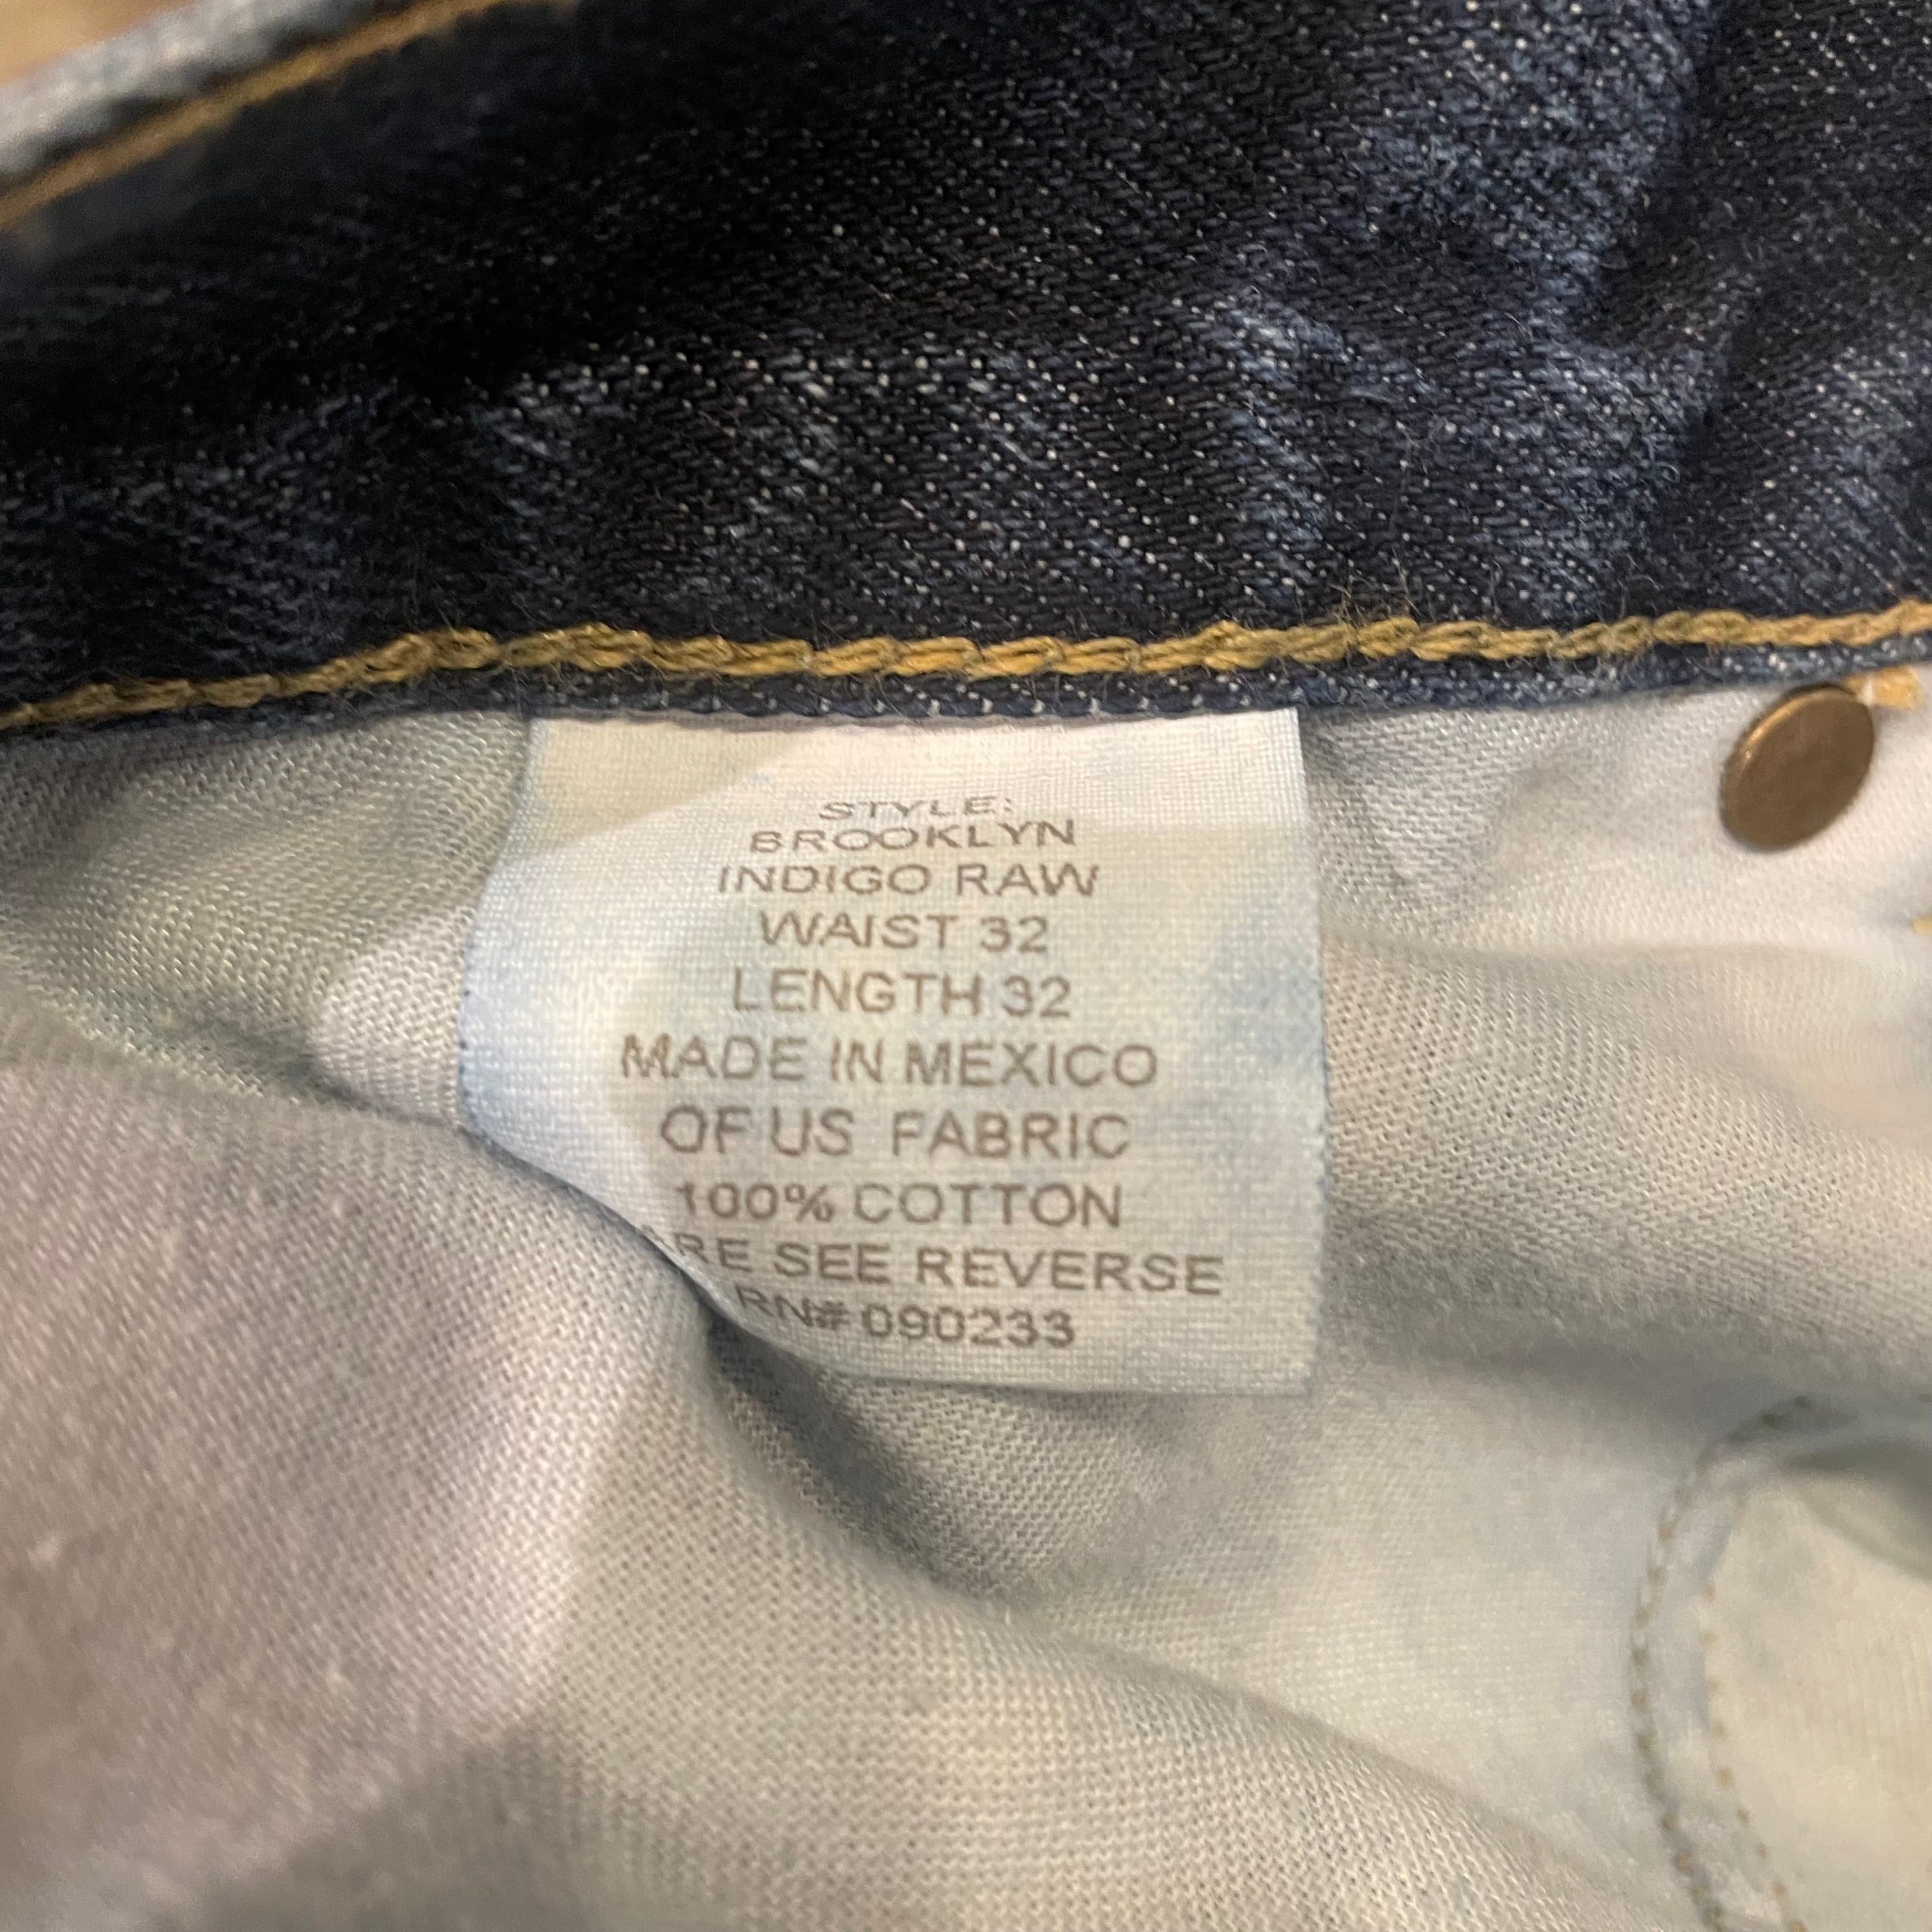 STYLE:
BROOKLYN
INDIGO RAW
WAIST 32
LENGTH 32
MADE IN MEXICO
OF US FABRIC
100% COTTON
SEE REVERSE
RN# 090233